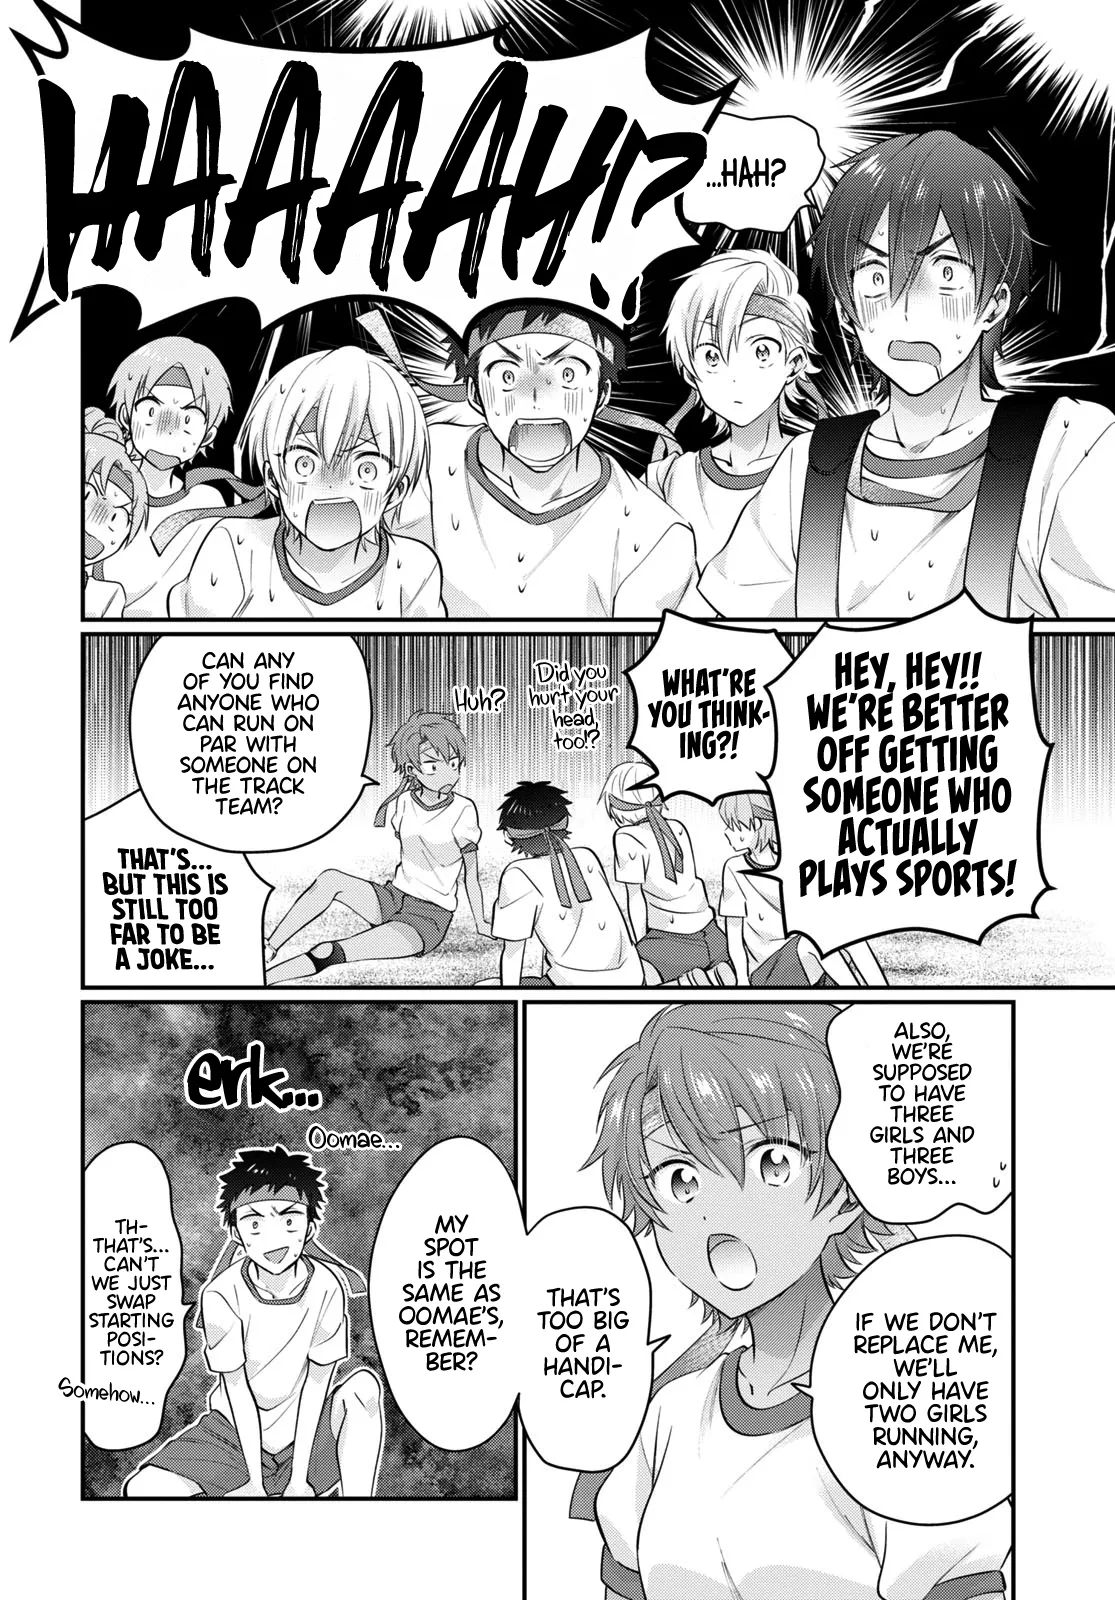 ...HAH?
HAAAAAH!?
HEY, HEY!!
WE'RE BETTER
OFF GETTING
SOMEONE WHO
ACTUALLY
PLAYS SPORTS!
WHAT'RE
YOU THINK-
ING?!
Did you
hurt your
head,
too!?
Huh?
CAN ANY
OF YOU FIND
ANYONE WHO
CAN RUN ON
PAR WITH
SOMEONE ON
THE TRACK
TEAM?
THAT'S...
BUT THIS IS
STILL TOO
FAR TO BE
A JOKE...
ALSO,
WE'RE
SUPPOSED
TO HAVE
THREE
GIRLS AND
THREE
BOYS...
IF WE DON'T
REPLACE ME,
WE'LL
ONLY HAVE
TWO GIRLS
RUNNING,
ANYWAY.
THAT'S
TOO BIG
OF A
HANDI-
CAP.
MY
SPOT
IS THE
SAME AS
OOMAE'S,
REMEM-
BER?
erk...
Oomae...
TH-
THAT'S...
CAN'T
WE JUST
SWAP
STARTING
POSI-
TIONS?
Somehow...